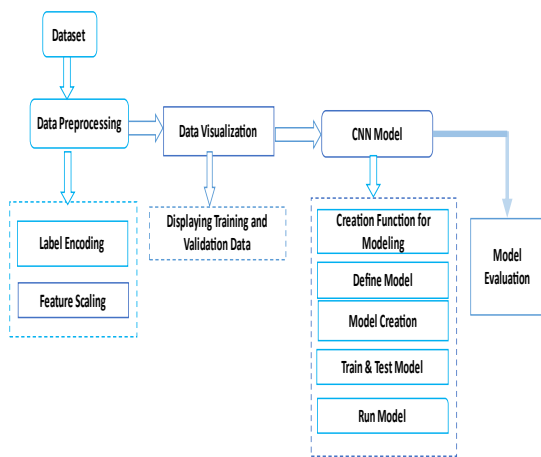 Dataset
Data Preprocessing
Data Visualization
CNN Model
Label Encoding
Feature Scaling
Displaying Training and
Validation Data
Creation Function for
Modeling
Define Model
Model Creation
Train & Test Model
Run Model
Model
Evaluation